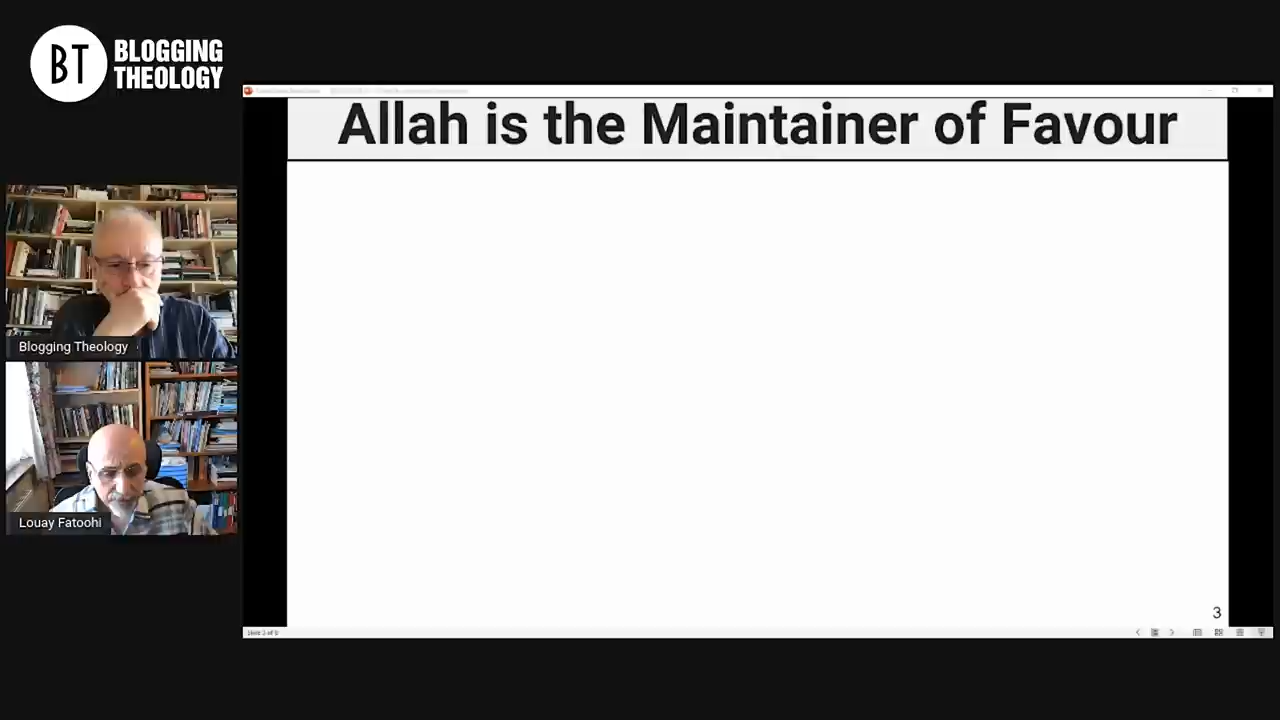 BT
BLOGGING
THEOLOGY
Allah is the Maintainer of Favour
Blogging Theology
Louay Fatoohi
3